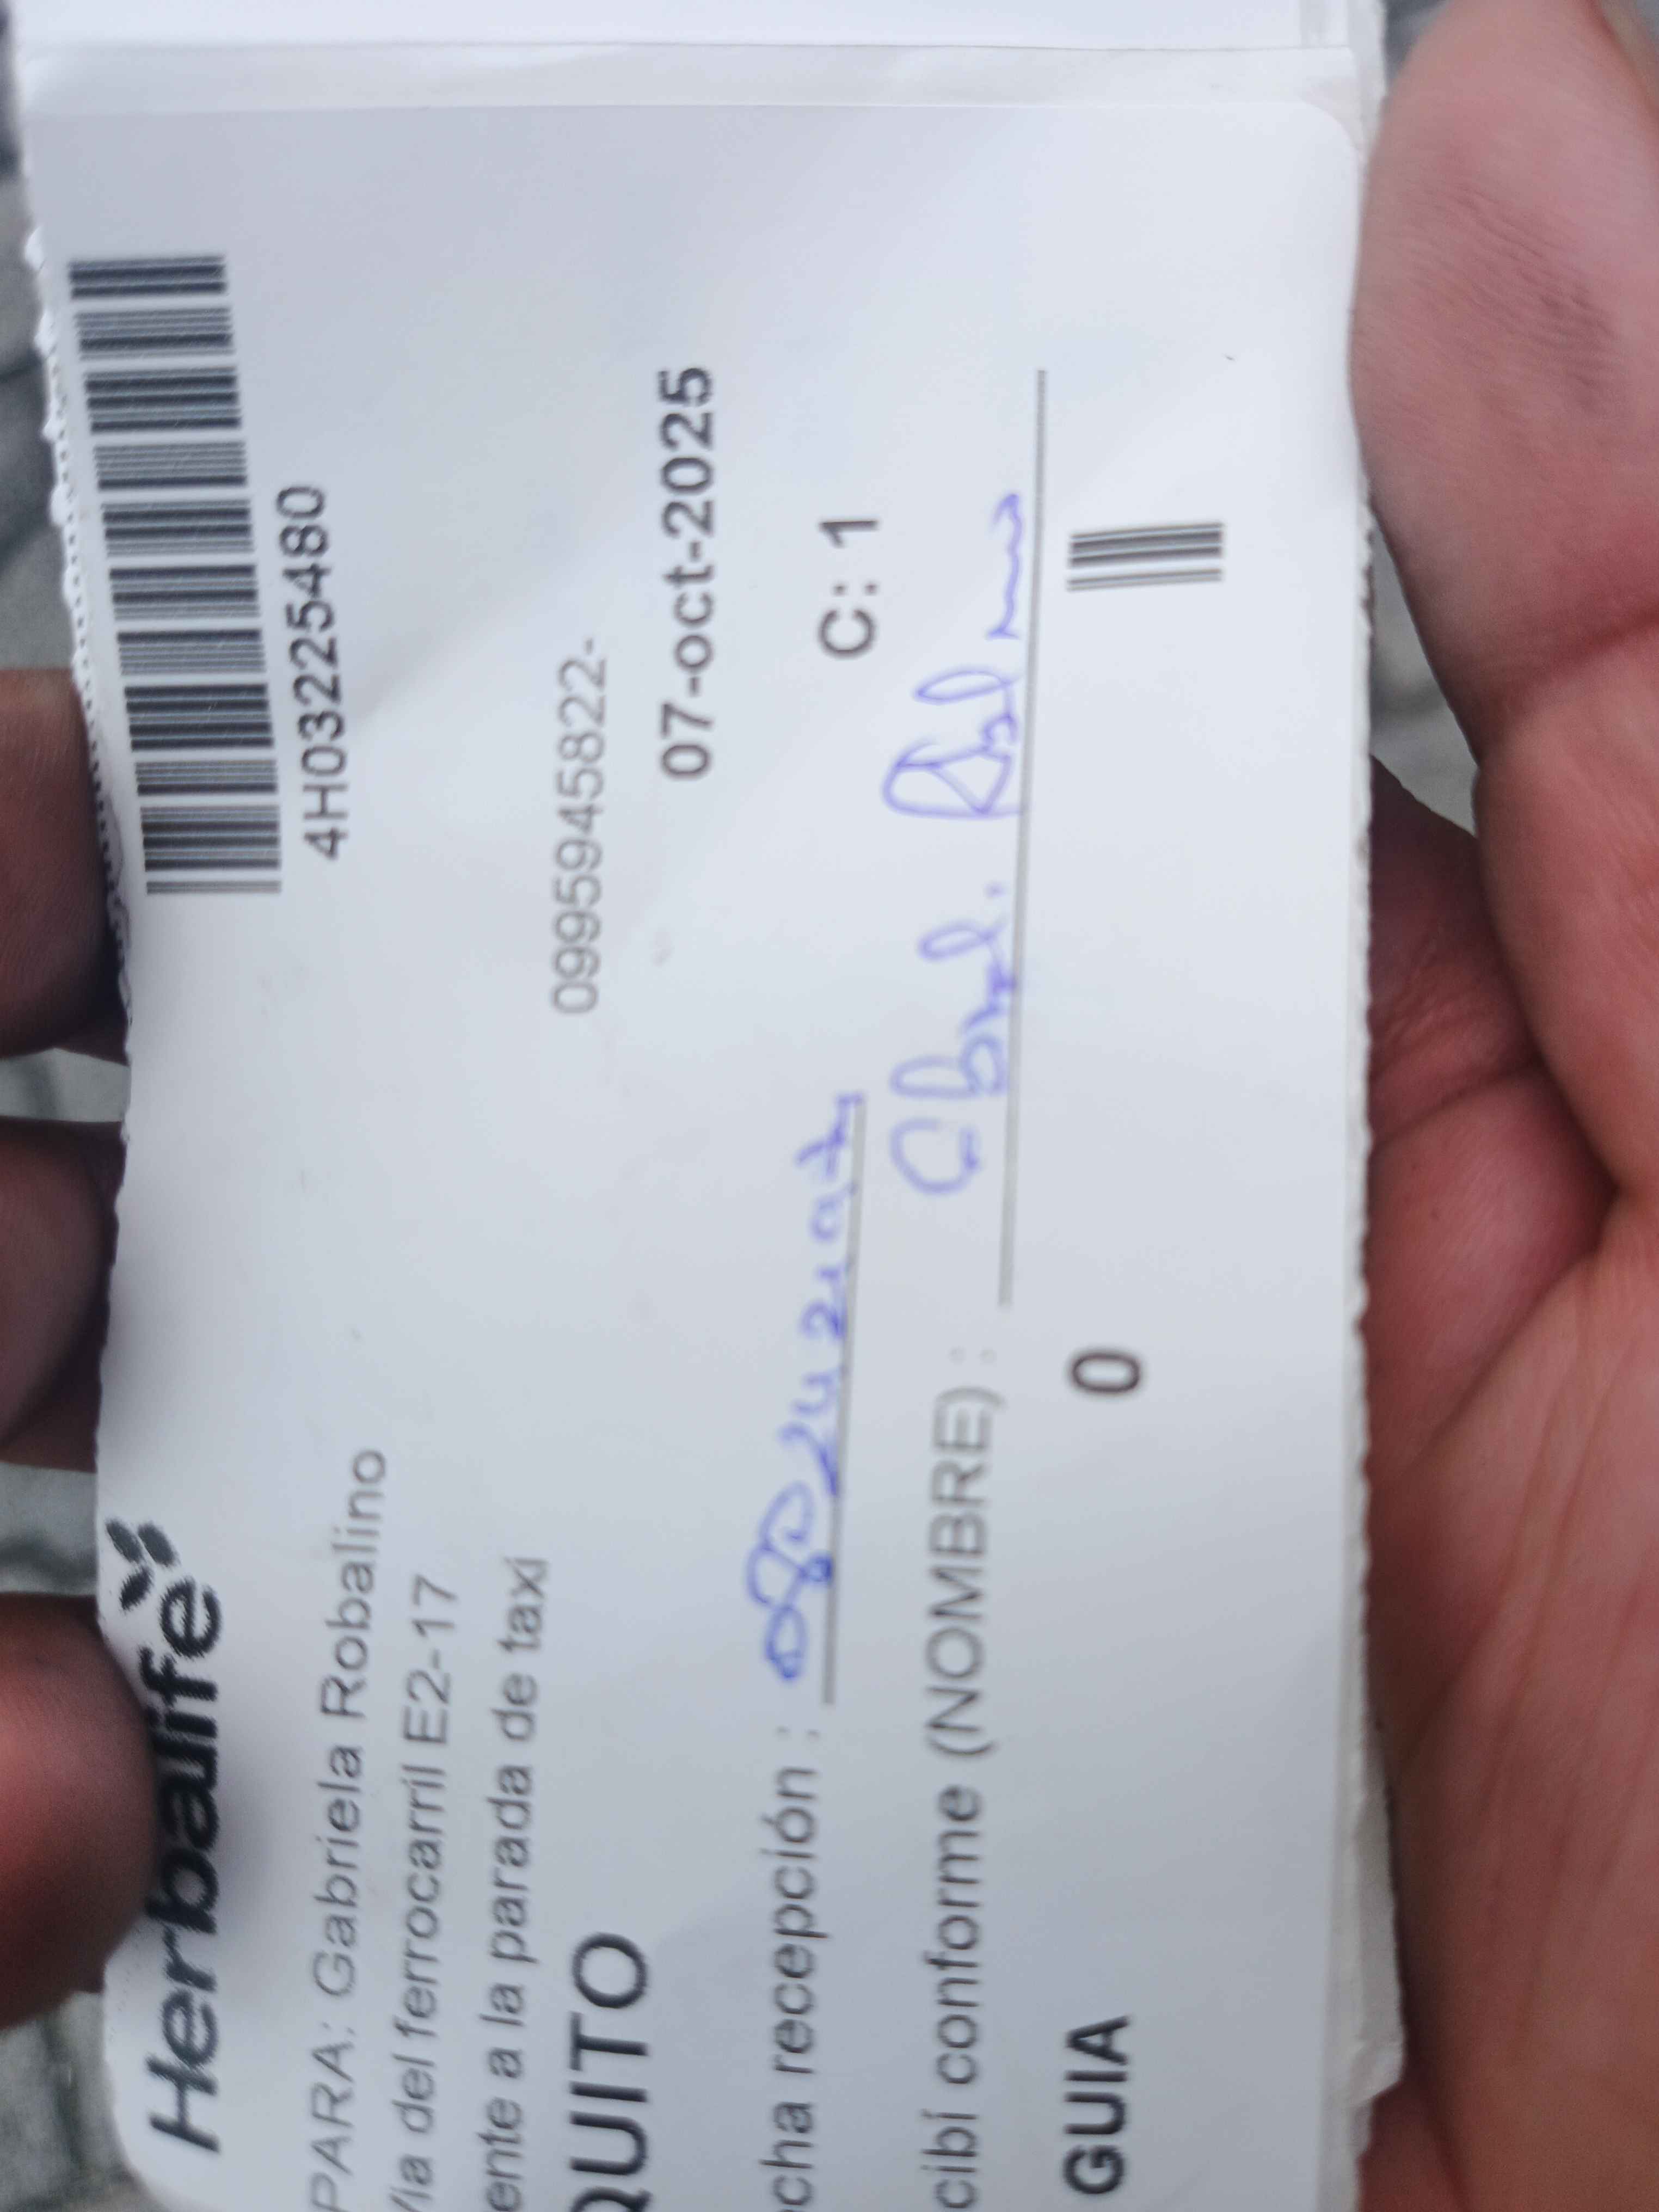 Herbalife
4H03225480
PARA: Gabriela Robalino
Vía del ferrocarril E2-17
ente a la parada de taxi
0995945822-
QUITO
07-oct-2025
cha recepción :
C: 1
cibí conforme (NOMBRE) :
GUIA 0